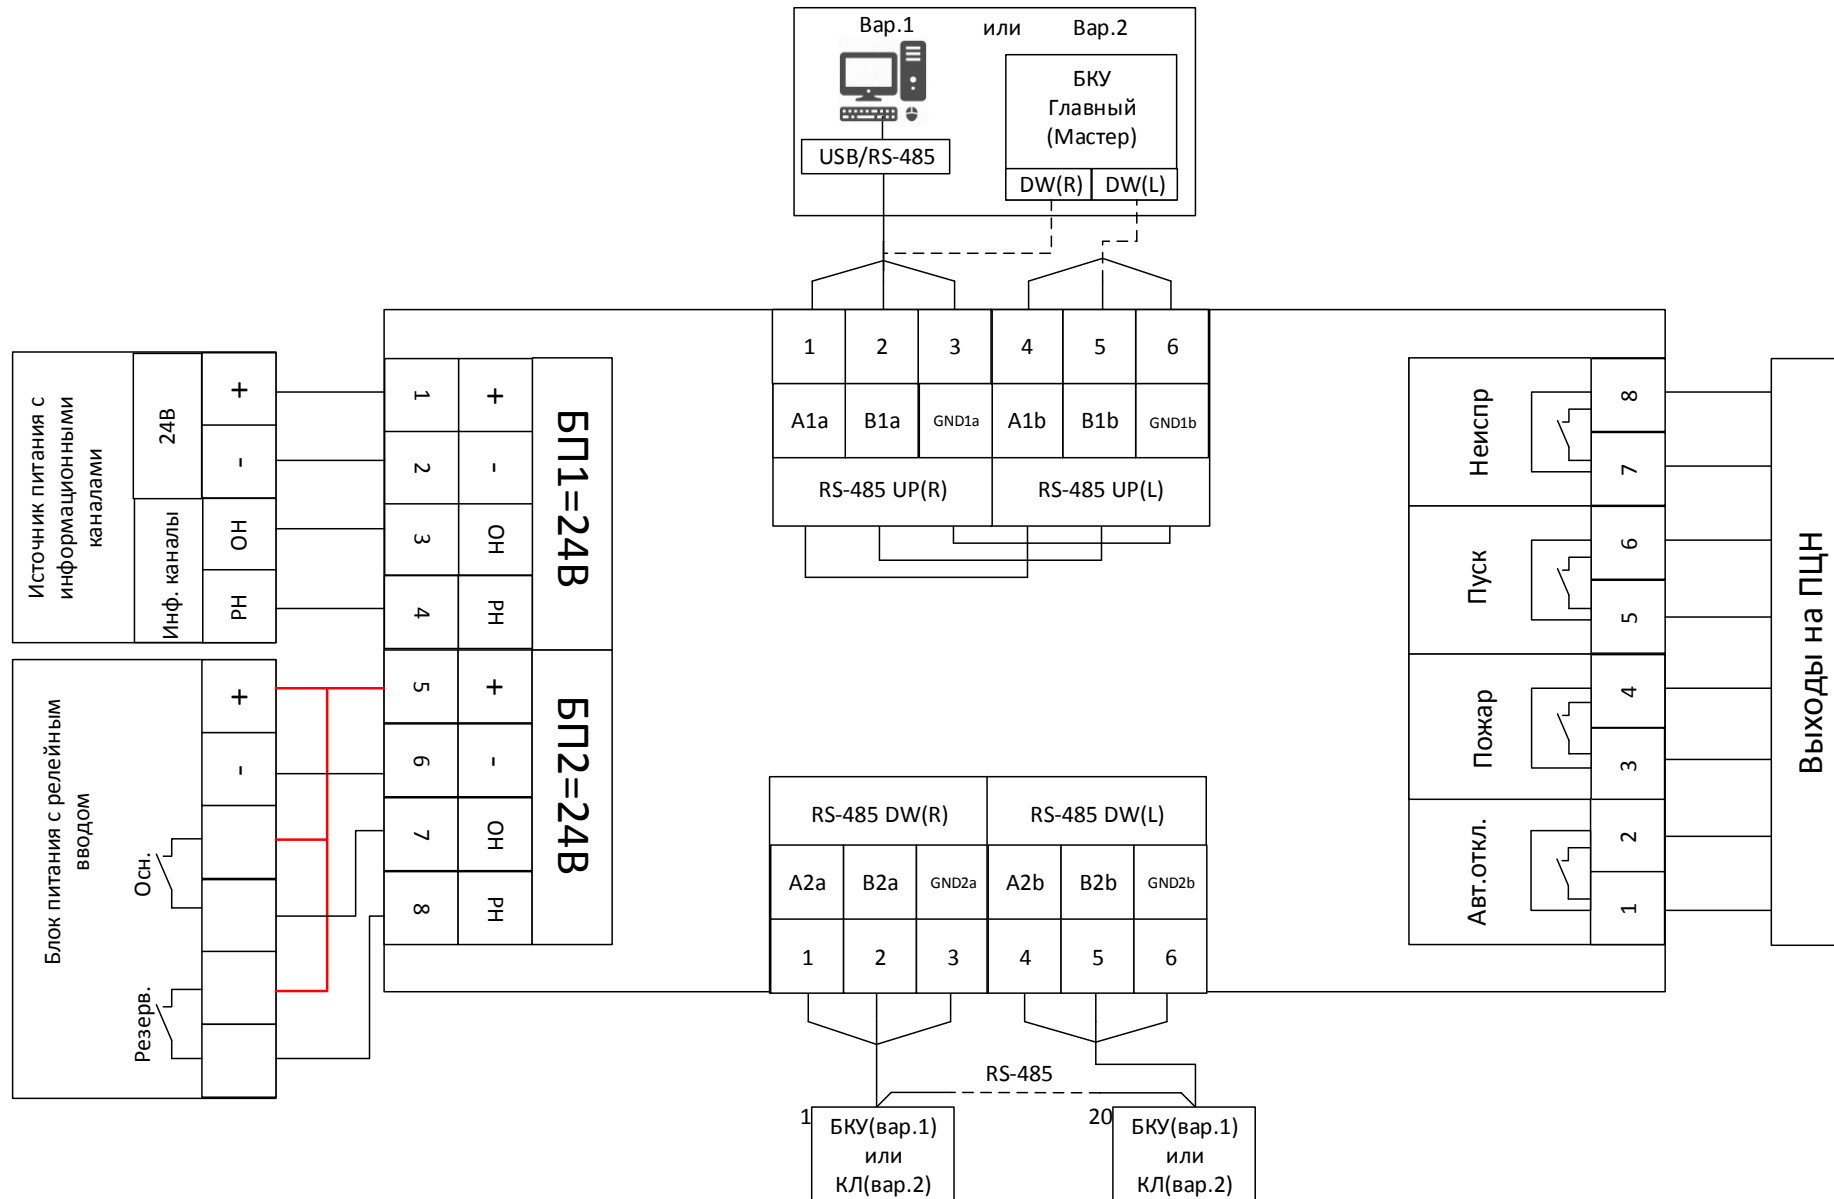 Вар.1 или Вар.2
БКУ
Главный
(Мастер)
USB/RS-485
DW(R) DW(L)
1 2 3 4 5 6
A1a B1a GND1a A1b B1b GND1b
RS-485 UP(R) RS-485 UP(L)
Источник питания с
информационными
каналами
24В
Инф. каналы
+
-
ОН
РН
1 +
2 -
3 ОН
4 РН
БП1=24В
Блок питания с релейным
вводом
Осн.
Резерв.
+
-
5 +
6 -
7 ОН
8 РН
БП2=24В
Неиспр
8
7
Пуск
6
5
Пожар
4
3
Авт.откл.
2
1
Выходы на ПЦН
RS-485 DW(R) RS-485 DW(L)
A2a B2a GND2a A2b B2b GND2b
1 2 3 4 5 6
RS-485
1
БКУ(вар.1)
или
КЛ(вар.2)
20
БКУ(вар.1)
или
КЛ(вар.2)